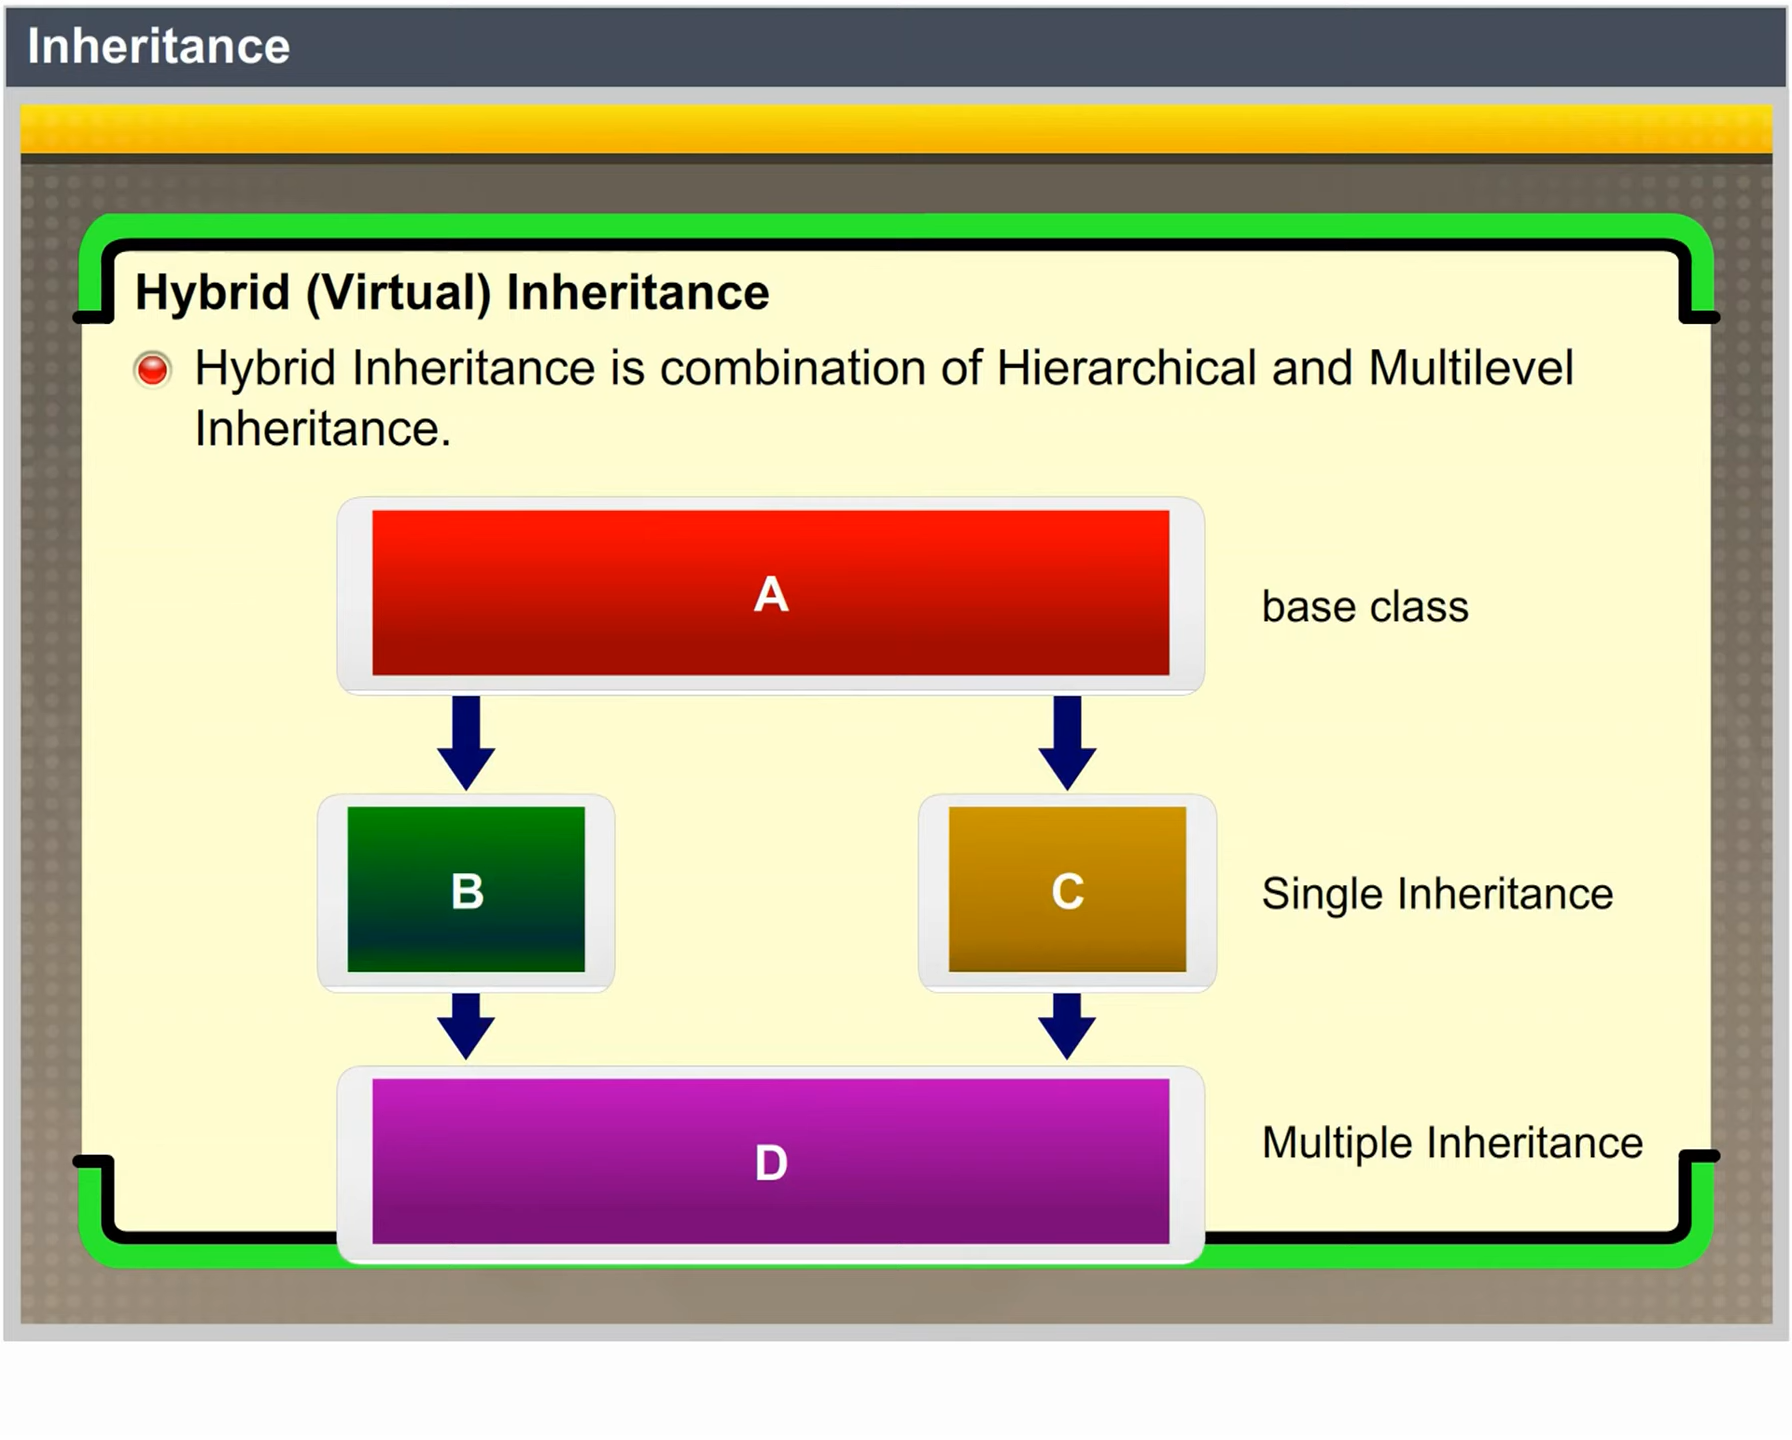 Inheritance
Hybrid (Virtual) Inheritance
Hybrid Inheritance is combination of Hierarchical and Multilevel
Inheritance.
A
base class
B
C
Single Inheritance
D
Multiple Inheritance